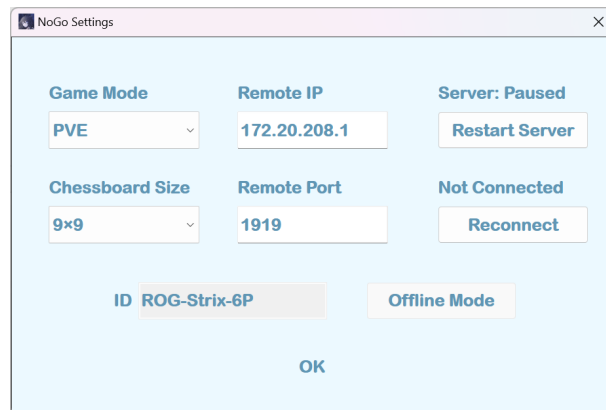 NoGo Settings
Game Mode Remote IP Server: Paused
PVE 172.20.208.1 Restart Server
Chessboard Size Remote Port Not Connected
9×9 1919 Reconnect
ID ROG-Strix-6P Offline Mode
OK